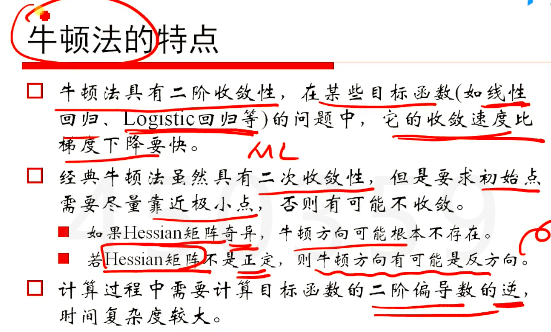 牛顿法的特点
牛顿法具有二阶收敛性，在某些目标函数(如线性
回归、Logistic回归等)的问题中，它的收敛速度比
梯度下降要快。
ML
经典牛顿法虽然具有二次收敛性，但是要求初始点
需要尽量靠近极小点，否则有可能不收敛。
如果Hessian矩阵奇异，牛顿方向可能根本不存在。
若Hessian矩阵不是正定，则牛顿方向有可能是反方向。
计算过程中需要计算目标函数的二阶偏导数的逆，
时间复杂度较大。